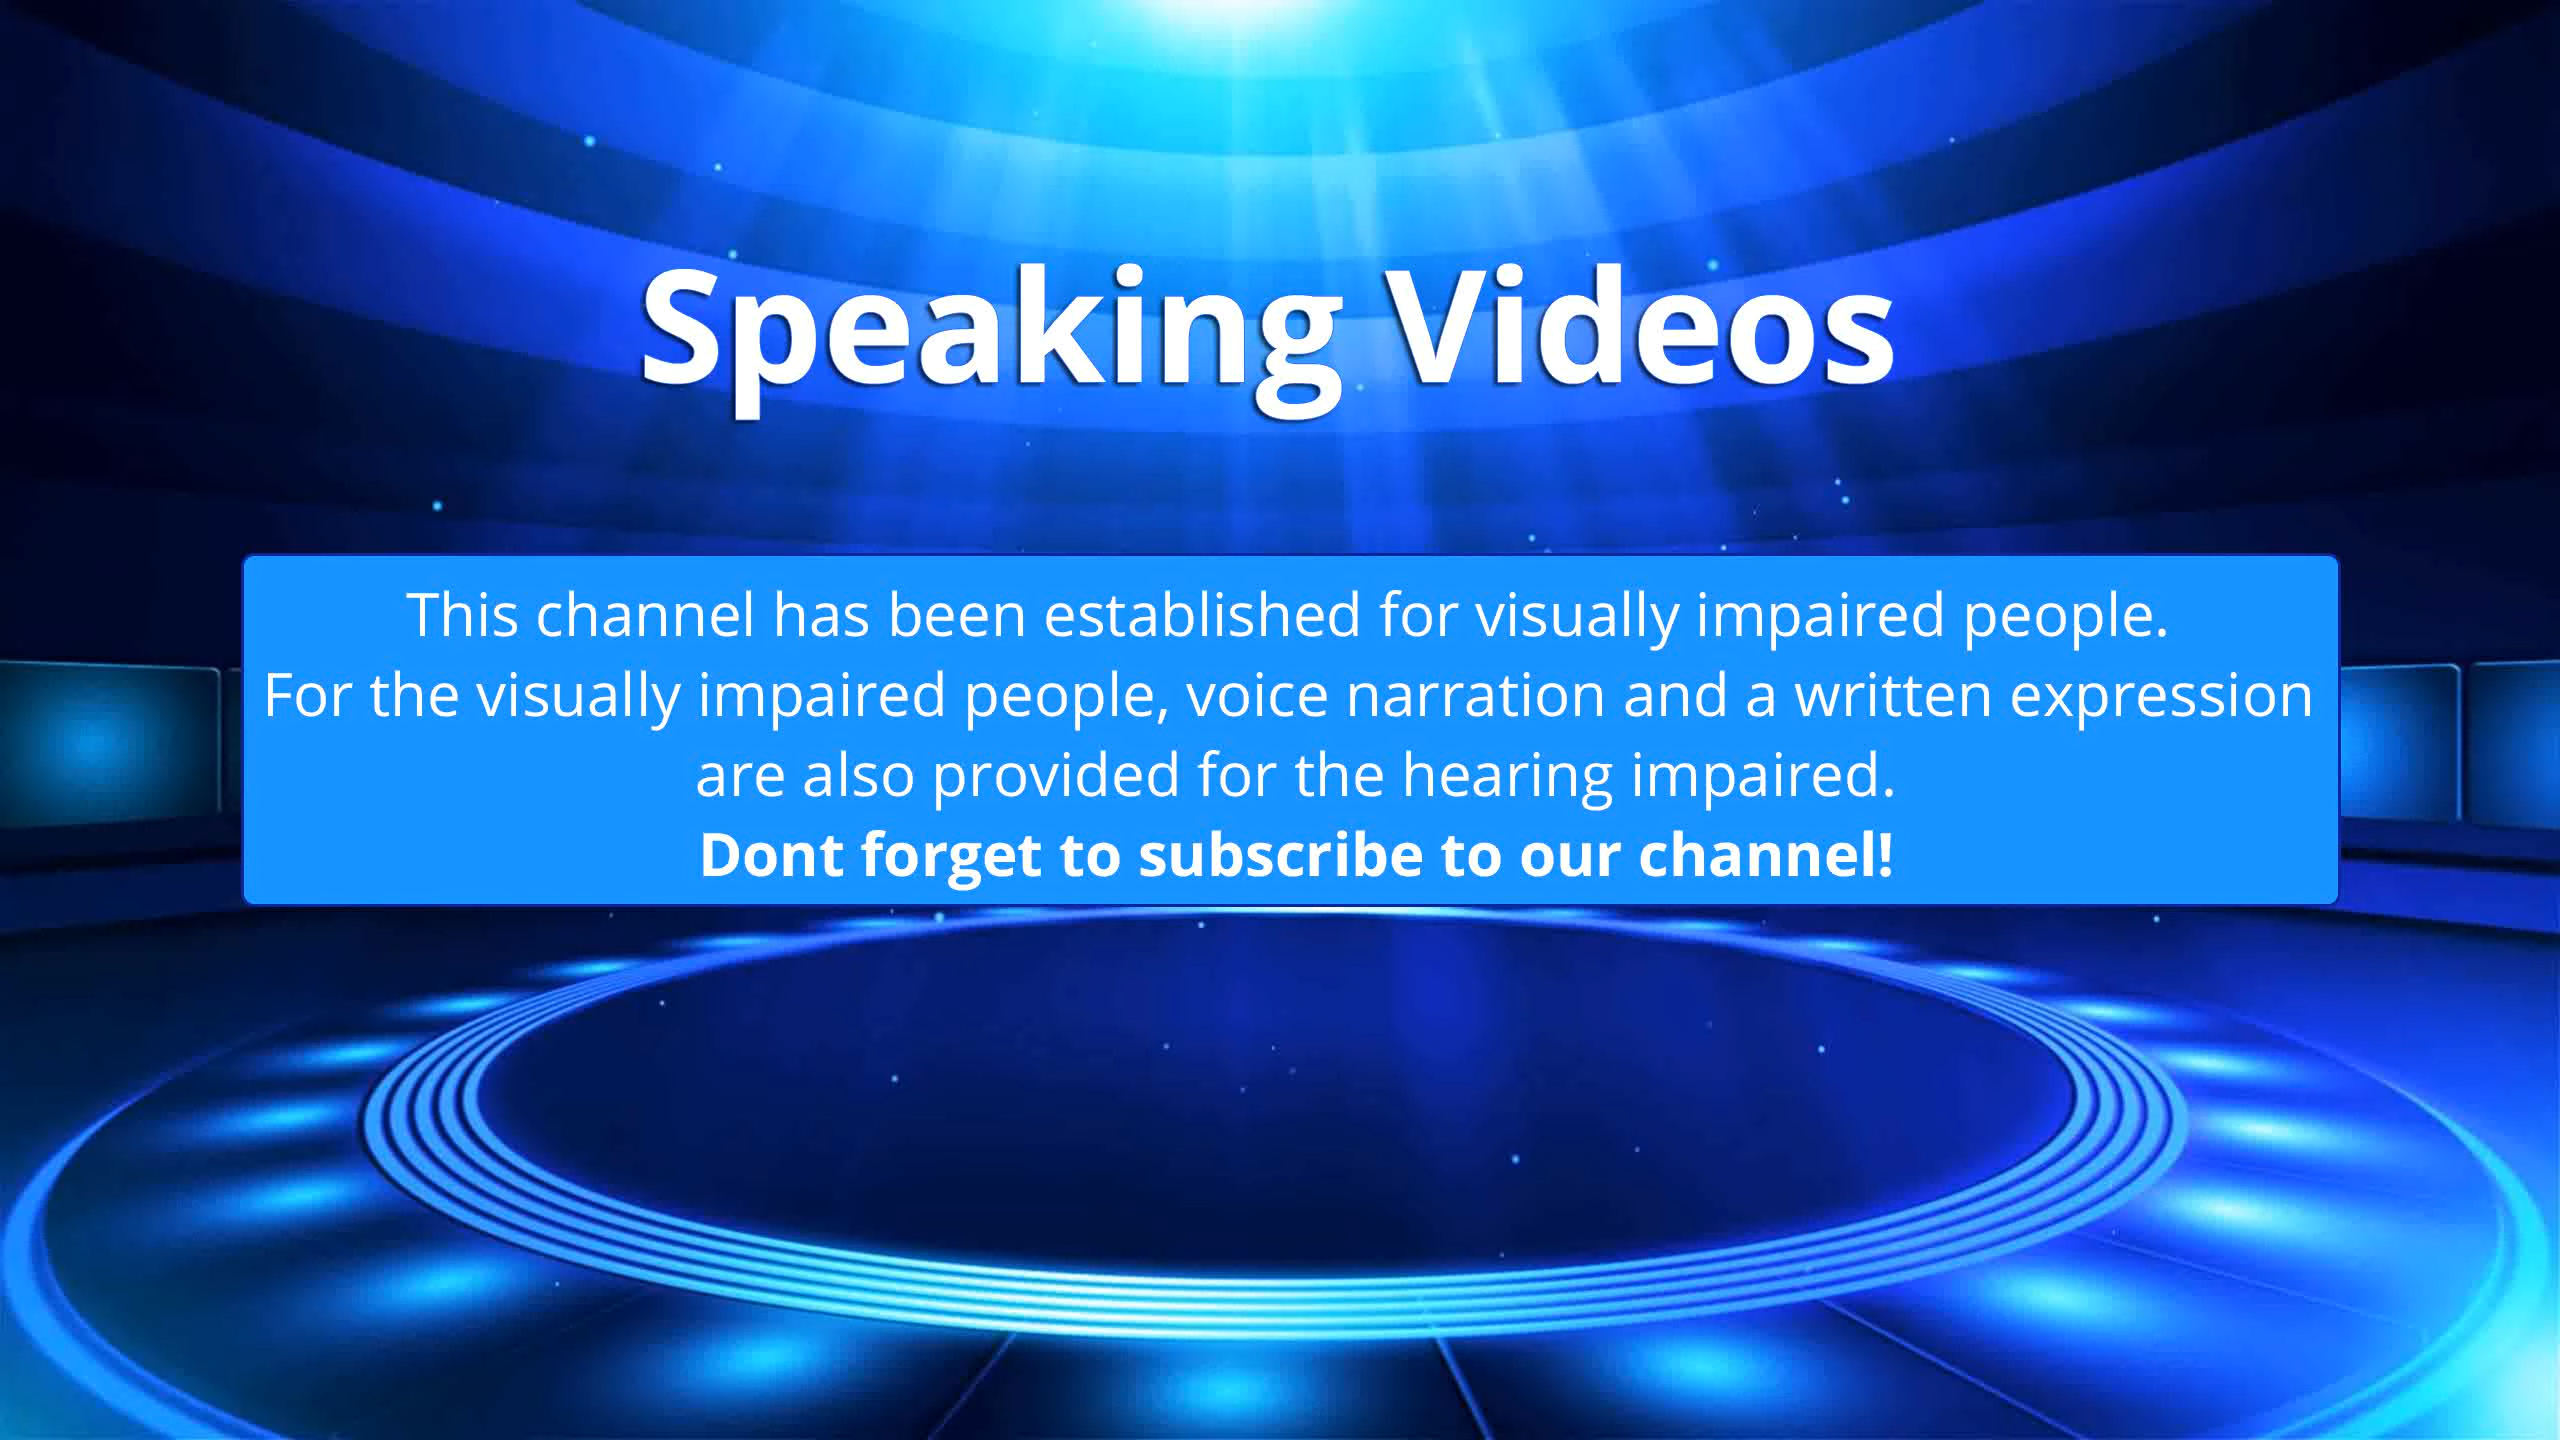 Speaking Videos
This channel has been established for visually impaired people.
For the visually impaired people, voice narration and a written expression
are also provided for the hearing impaired.
Dont forget to subscribe to our channel!